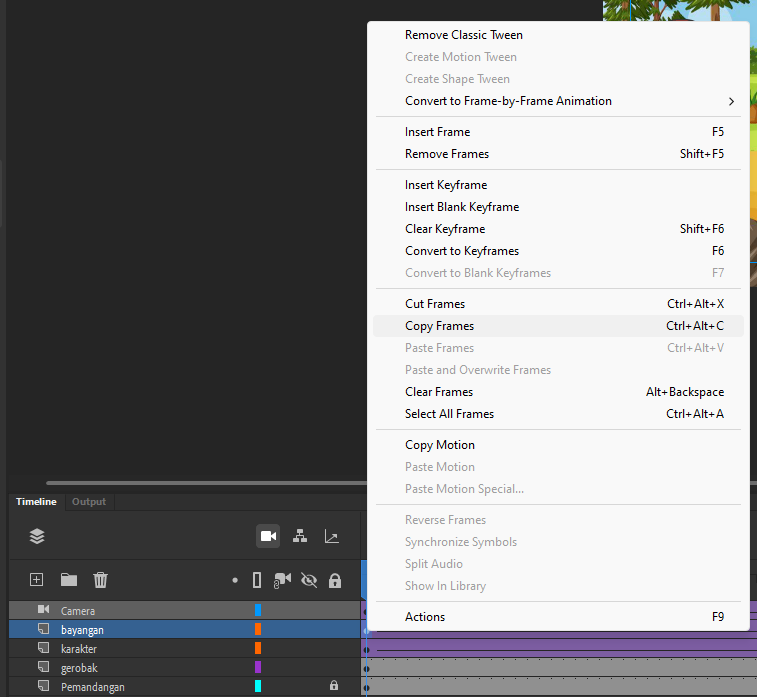 Remove Classic Tween
Create Motion Tween
Create Shape Tween
Convert to Frame-by-Frame Animation
Insert Frame F5
Remove Frames Shift+F5
Insert Keyframe
Insert Blank Keyframe
Clear Keyframe Shift+F6
Convert to Keyframes F6
Convert to Blank Keyframes F7
Cut Frames Ctrl+Alt+X
Copy Frames Ctrl+Alt+C
Paste Frames Ctrl+Alt+V
Paste and Overwrite Frames
Clear Frames Alt+Backspace
Select All Frames Ctrl+Alt+A
Copy Motion
Paste Motion
Paste Motion Special...
Reverse Frames
Synchronize Symbols
Split Audio
Show In Library
Actions F9
Timeline Output
Camera
bayangan
karakter
gerobak
Pemandangan